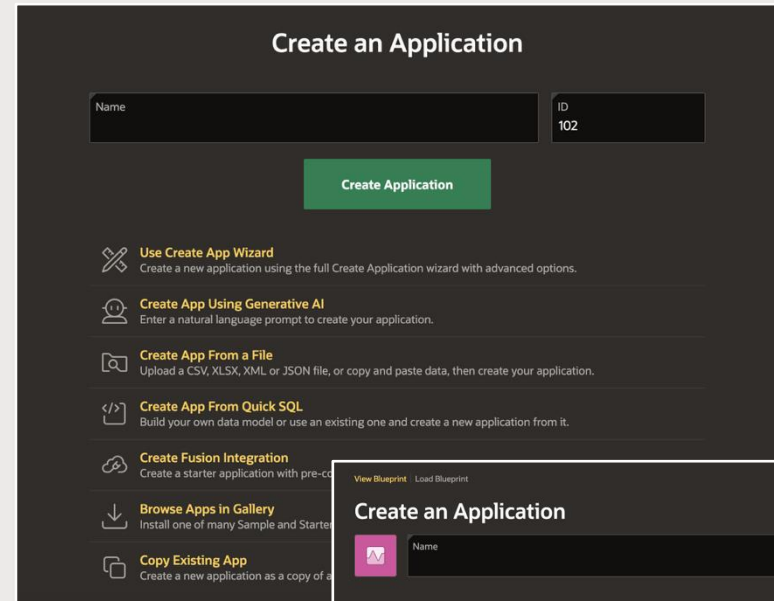 Create an Application
Name
ID
102
Create Application
Use Create App Wizard
Create a new application using the full Create Application wizard with advanced options.
Create App Using Generative AI
Enter a natural language prompt to create your application.
Create App From a File
Upload a CSV, XLSX, XML or JSON file, or copy and paste data, then create your application.
Create App From Quick SQL
Build your own data model or use an existing one and create a new application from it.
Create Fusion Integration
Create a starter application with
Browse Apps in Gallery
Install one of many Sample and
Copy Existing App
Create a new application as a copy of
View Blueprint | Load Blueprint
Create an Application
Name